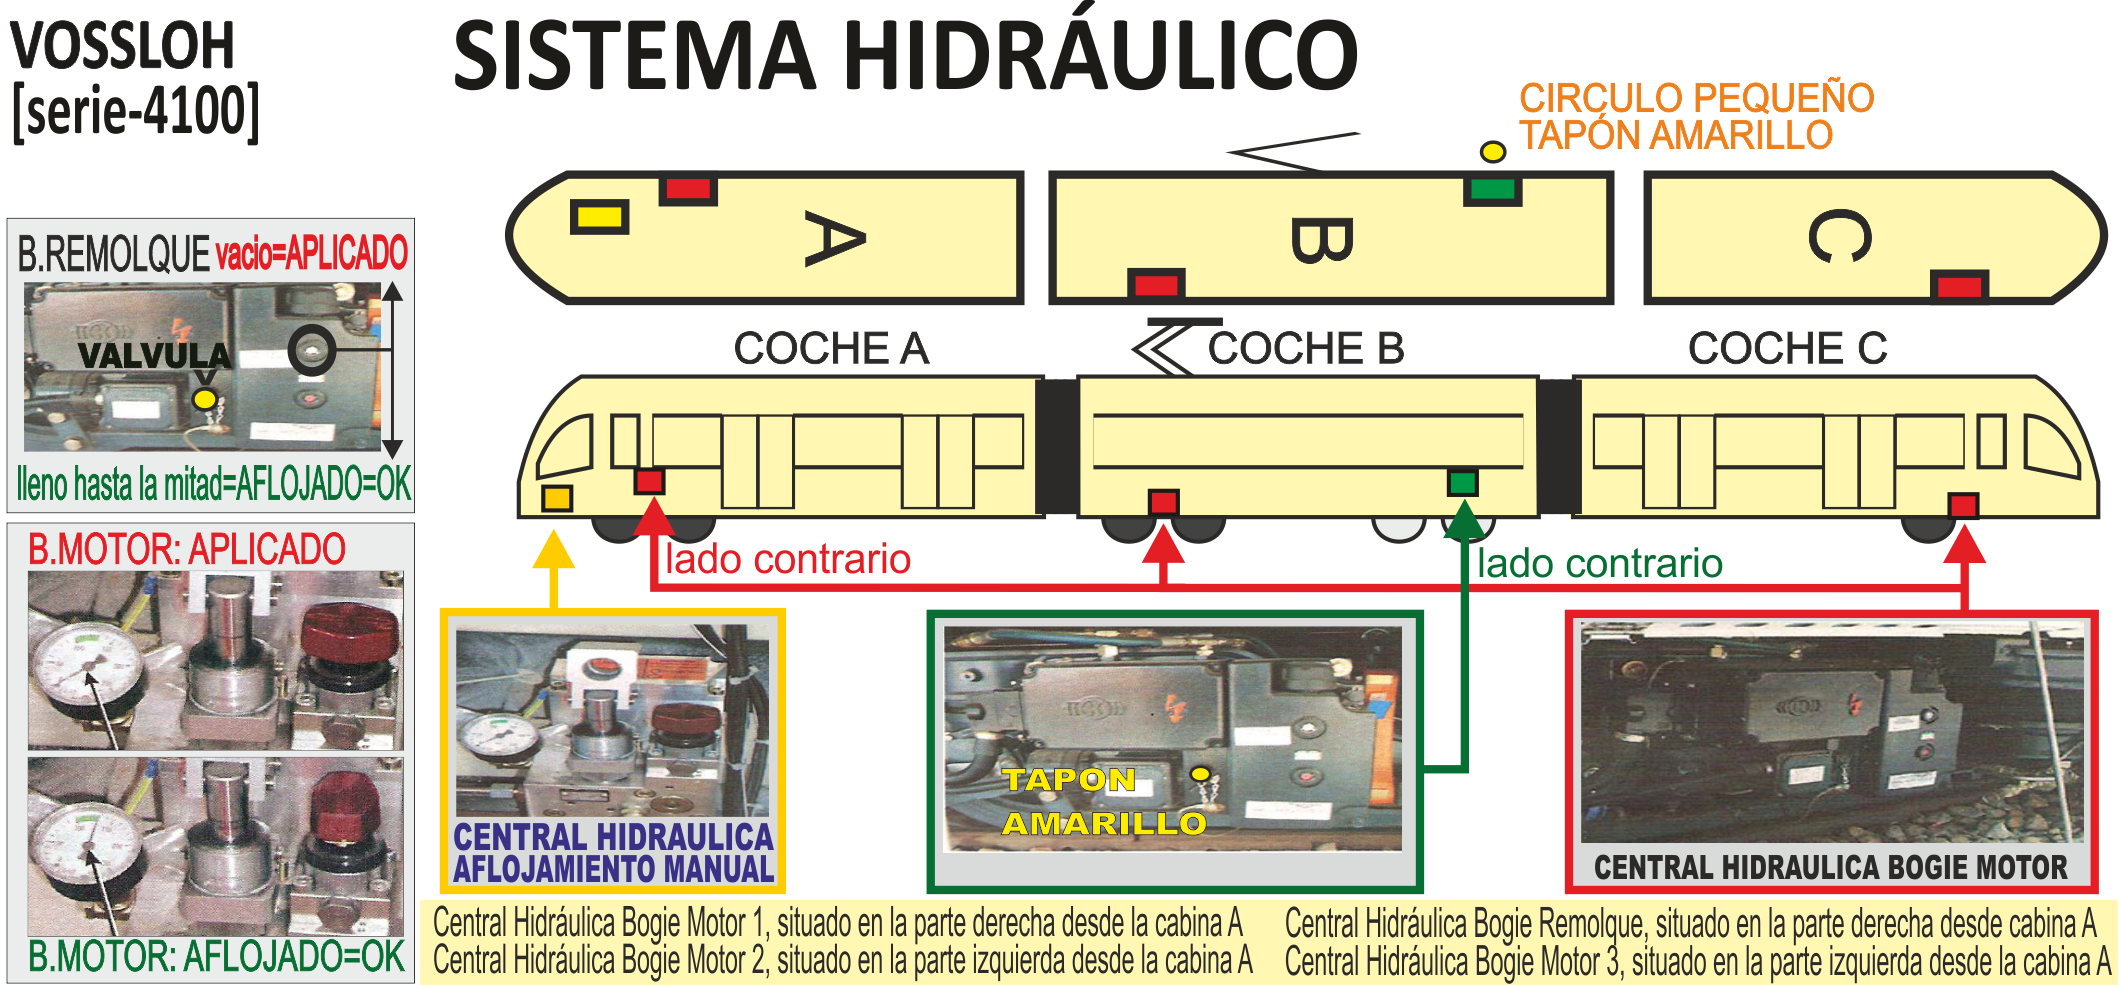 VOSSLOH
[serie-4100]
SISTEMA HIDRÁULICO
CIRCULO PEQUEÑO
TAPÓN AMARILLO
A
B
C
B.REMOLQUE vacio=APLICADO
VALVULA
lleno hasta la mitad=AFLOJADO=OK
COCHE A
COCHE B
COCHE C
lado contrario
lado contrario
B.MOTOR: APLICADO
B.MOTOR: AFLOJADO=OK
CENTRAL HIDRAULICA
AFLOJAMIENTO MANUAL
TAPON
AMARILLO
CENTRAL HIDRAULICA BOGIE MOTOR
Central Hidráulica Bogie Motor 1, situado en la parte derecha desde la cabina A
Central Hidráulica Bogie Motor 2, situado en la parte izquierda desde la cabina A
Central Hidráulica Bogie Remolque, situado en la parte derecha desde cabina A
Central Hidráulica Bogie Motor 3, situado en la parte izquierda desde la cabina A